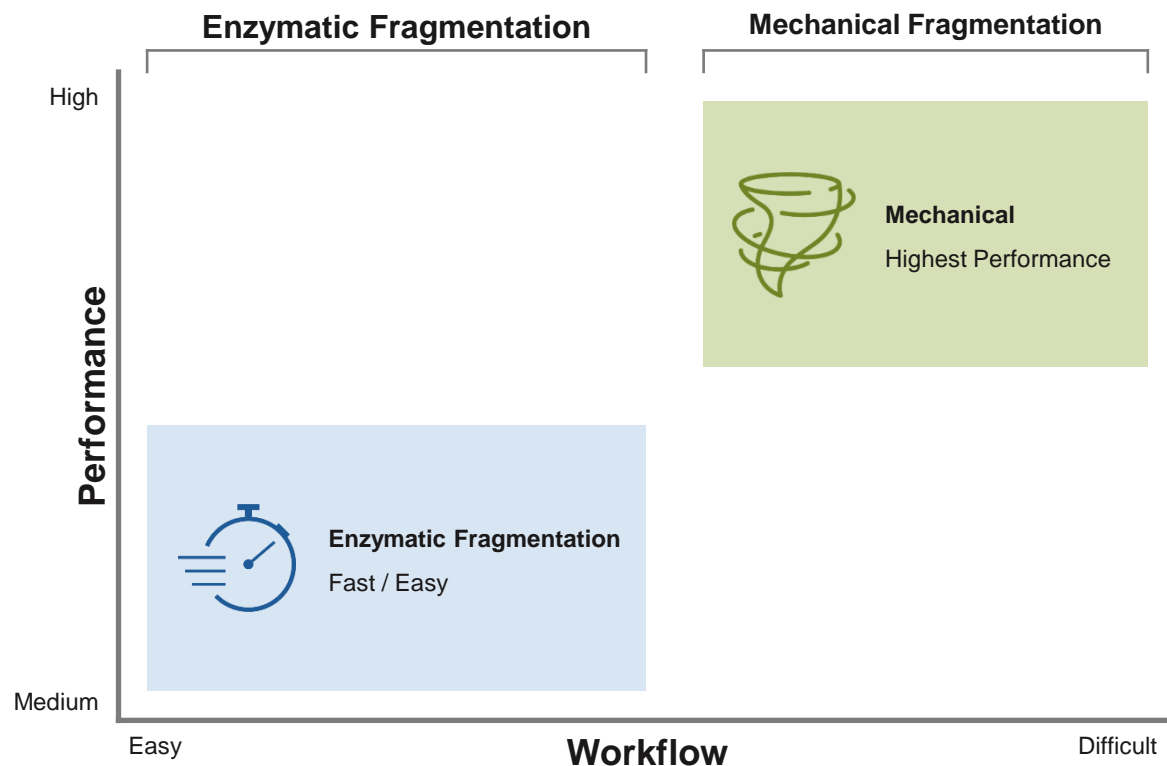 Enzymatic Fragmentation
Mechanical Fragmentation
High
Mechanical
Highest Performance
Performance
Enzymatic Fragmentation
Fast / Easy
Medium
Easy
Workflow
Difficult